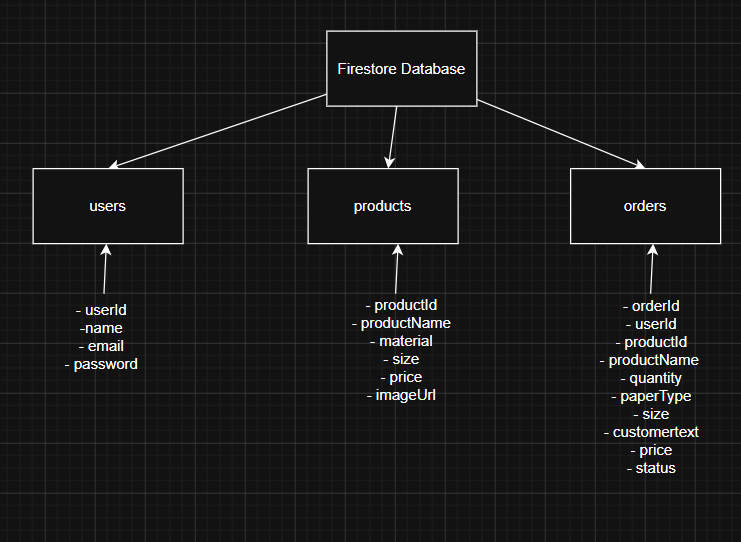 Firestore Database
users
products
orders
- userId
-name
- email
- password
- productId
- productName
- material
- size
- price
- imageUrl
- orderId
- userId
- productId
- productName
- quantity
- paperType
- size
- customertext
- price
- status